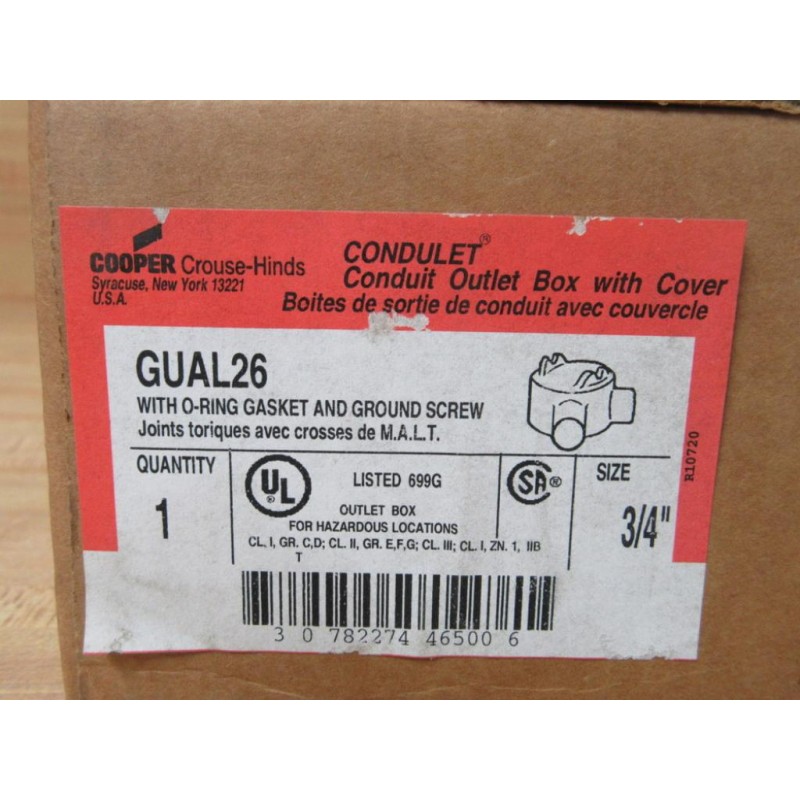 COOPER Crouse-Hinds
Syracuse, New York 13221
U.S.A.
CONDULET®
Conduit Outlet Box with Cover
Boites de sortie de conduit avec couvercle
GUAL26
WITH O-RING GASKET AND GROUND SCREW
Joints toriques avec crosses de M.A.L.T.
R10720
QUANTITY
1
UL ®
LISTED 699G
SA ®
OUTLET BOX
FOR HAZARDOUS LOCATIONS
CL. I, GR. C,D; CL. II, GR. E,F,G; CL. III; CL. I, ZN. 1, IIB
T
SIZE
3/4"
3 0 782274 46500 6